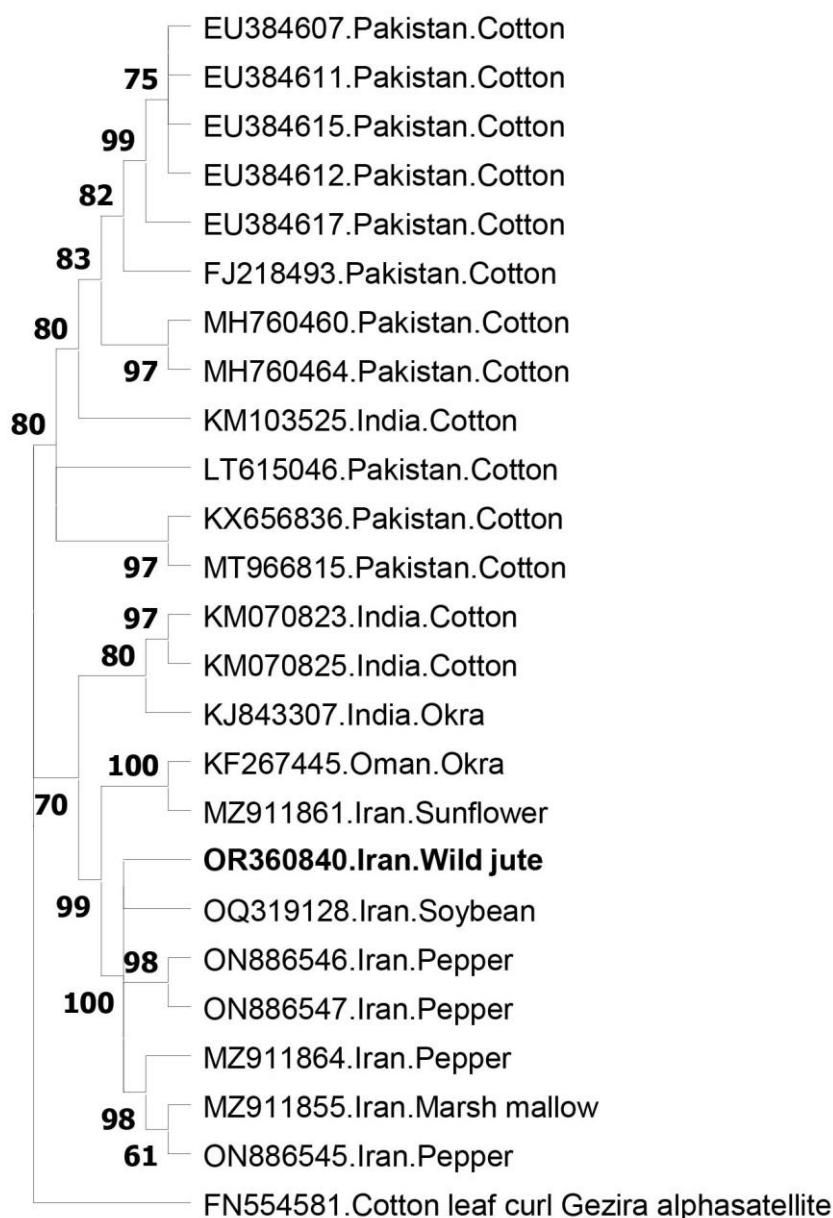 EU384607.Pakistan.Cotton
75
EU384611.Pakistan.Cotton
EU384615.Pakistan.Cotton
99
EU384612.Pakistan.Cotton
82
EU384617.Pakistan.Cotton
83
FJ218493.Pakistan.Cotton
80
MH760460.Pakistan.Cotton
97
MH760464.Pakistan.Cotton
80
KM103525.India.Cotton
LT615046.Pakistan.Cotton
KX656836.Pakistan.Cotton
97
MT966815.Pakistan.Cotton
97
KM070823.India.Cotton
80
KM070825.India.Cotton
KJ843307.India.Okra
100
KF267445.Oman.Okra
70
MZ911861.Iran.Sunflower
OR360840.Iran.Wild jute
99
OQ319128.Iran.Soybean
98
ON886546.Iran.Pepper
100
ON886547.Iran.Pepper
MZ911864.Iran.Pepper
98
MZ911855.Iran.Marsh mallow
61
ON886545.Iran.Pepper
FN554581.Cotton leaf curl Gezira alphasatellite